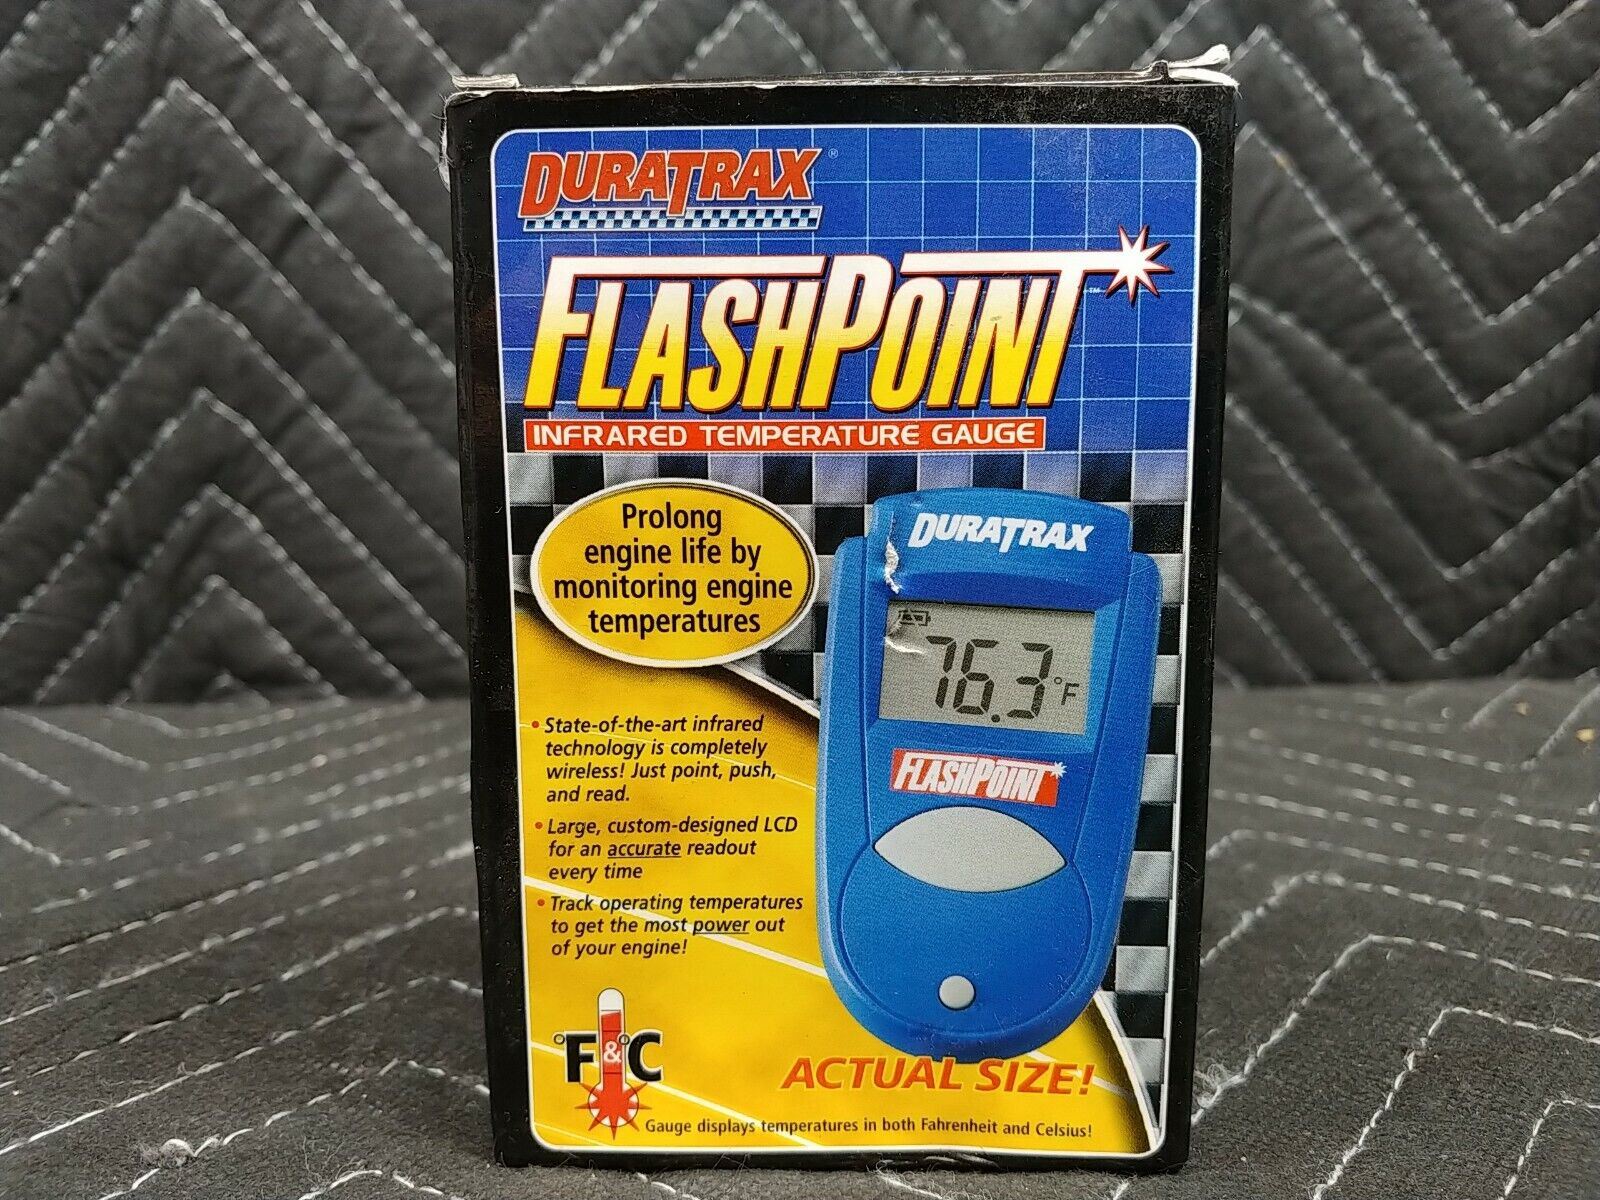 DURATRAX®
FLASHPOINT™
INFRARED TEMPERATURE GAUGE
Prolong
engine life by
monitoring engine
temperatures
• State-of-the-art infrared
technology is completely
wireless! Just point, push,
and read.
• Large, custom-designed LCD
for an accurate readout
every time
• Track operating temperatures
to get the most power out
of your engine!
DURATRAX
76.3°F
FLASHPOINT
°F&°C
ACTUAL SIZE!
Gauge displays temperatures in both Fahrenheit and Celsius!